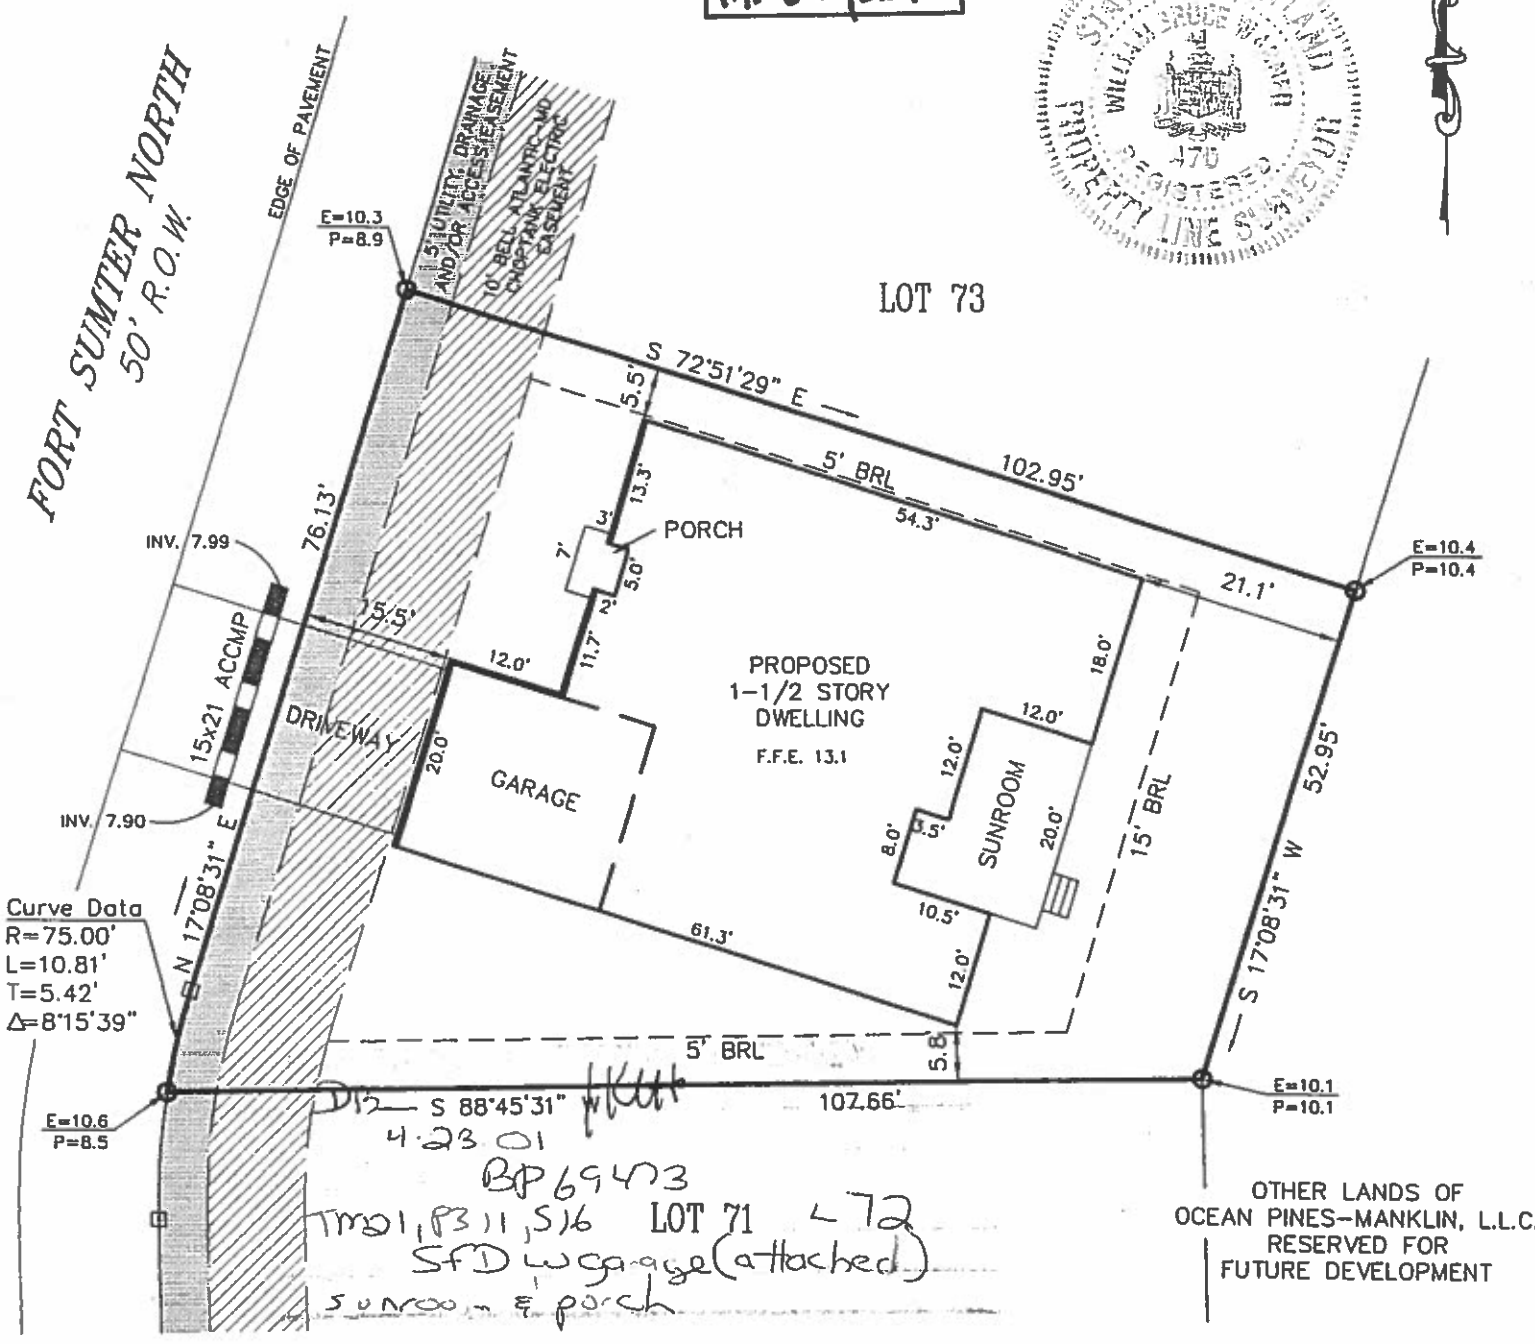 STATE OF MARYLAND
WILLIAM BRUCE WAGNER
470
REGISTERED
PROPERTY LINE SURVEYOR
FORT SUMTER NORTH
50' R.O.W.
EDGE OF PAVEMENT
5' UTILITY, DRAINAGE
AND/OR ACCESS EASEMENT
10' BELL ATLANTIC-MD
CHOPTANK ELECTRIC
EASEMENT
E=10.3
P=8.9
LOT 73
S 72°51'29" E
102.95'
5.5'
5' BRL
54.3'
13.3'
3'
PORCH
7'
5.0'
2'
11.7'
E=10.4
P=10.4
21.1'
76.13'
INV. 7.99
15x21 ACCMP
INV. 7.90
15.5'
12.0'
DRIVEWAY
20.0'
GARAGE
PROPOSED
1-1/2 STORY
DWELLING
F.F.E. 13.1
18.0'
12.0'
12.0'
SUNROOM
3.5'
8.0'
20.0'
10.5'
12.0'
61.3'
15' BRL
52.95'
S 17°08'31" W
N 17°08'31" E
Curve Data
R=75.00'
L=10.81'
T=5.42'
Δ=8°15'39"
5' BRL
5.8
E=10.6
P=8.5
S 88°45'31"
107.66'
E=10.1
P=10.1
4.23.01
BP 69473
LOT 71
L 72
SFD w garage (attached)
sunroom & porch
OTHER LANDS OF
OCEAN PINES-MANKLIN, L.L.C.
RESERVED FOR
FUTURE DEVELOPMENT